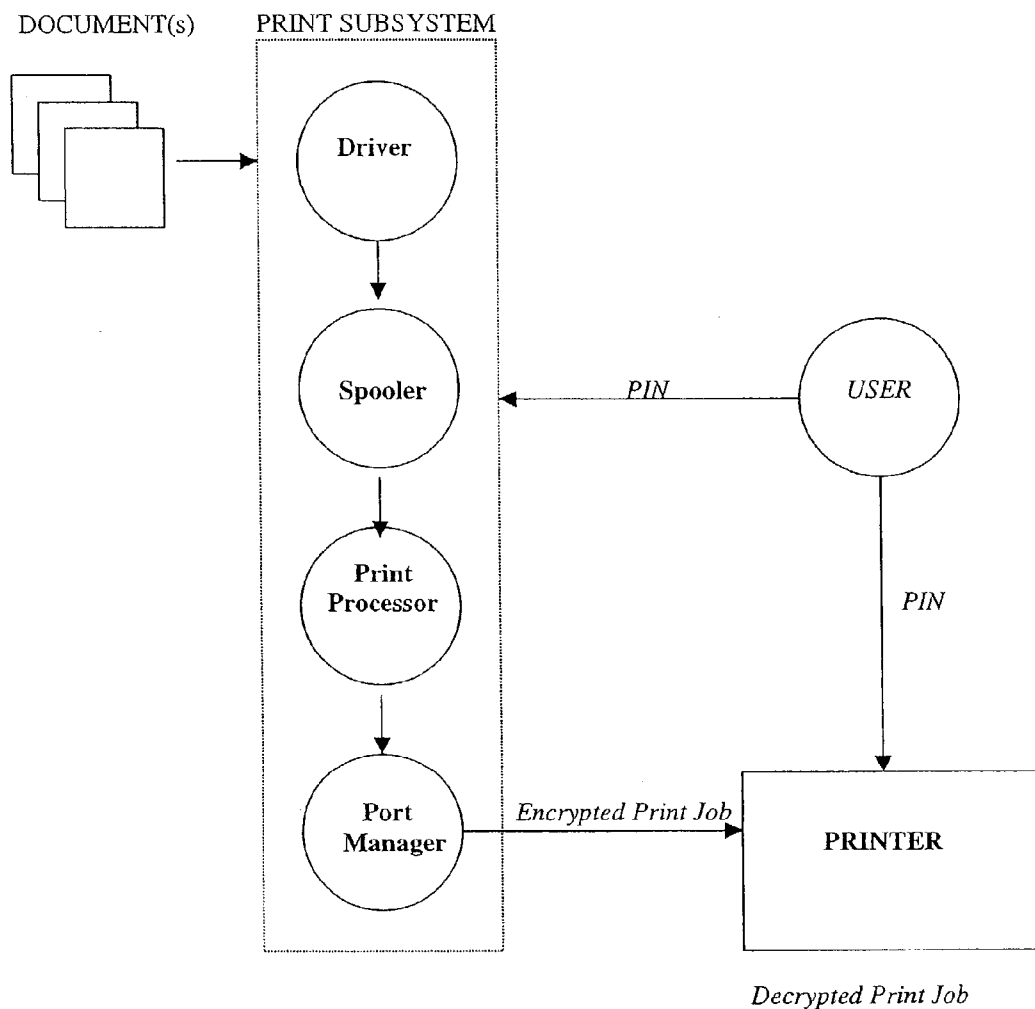 DOCUMENT(s)
PRINT SUBSYSTEM
Driver
Spooler
PIN
USER
Print
Processor
PIN
Port
Manager
Encrypted Print Job
PRINTER
Decrypted Print Job